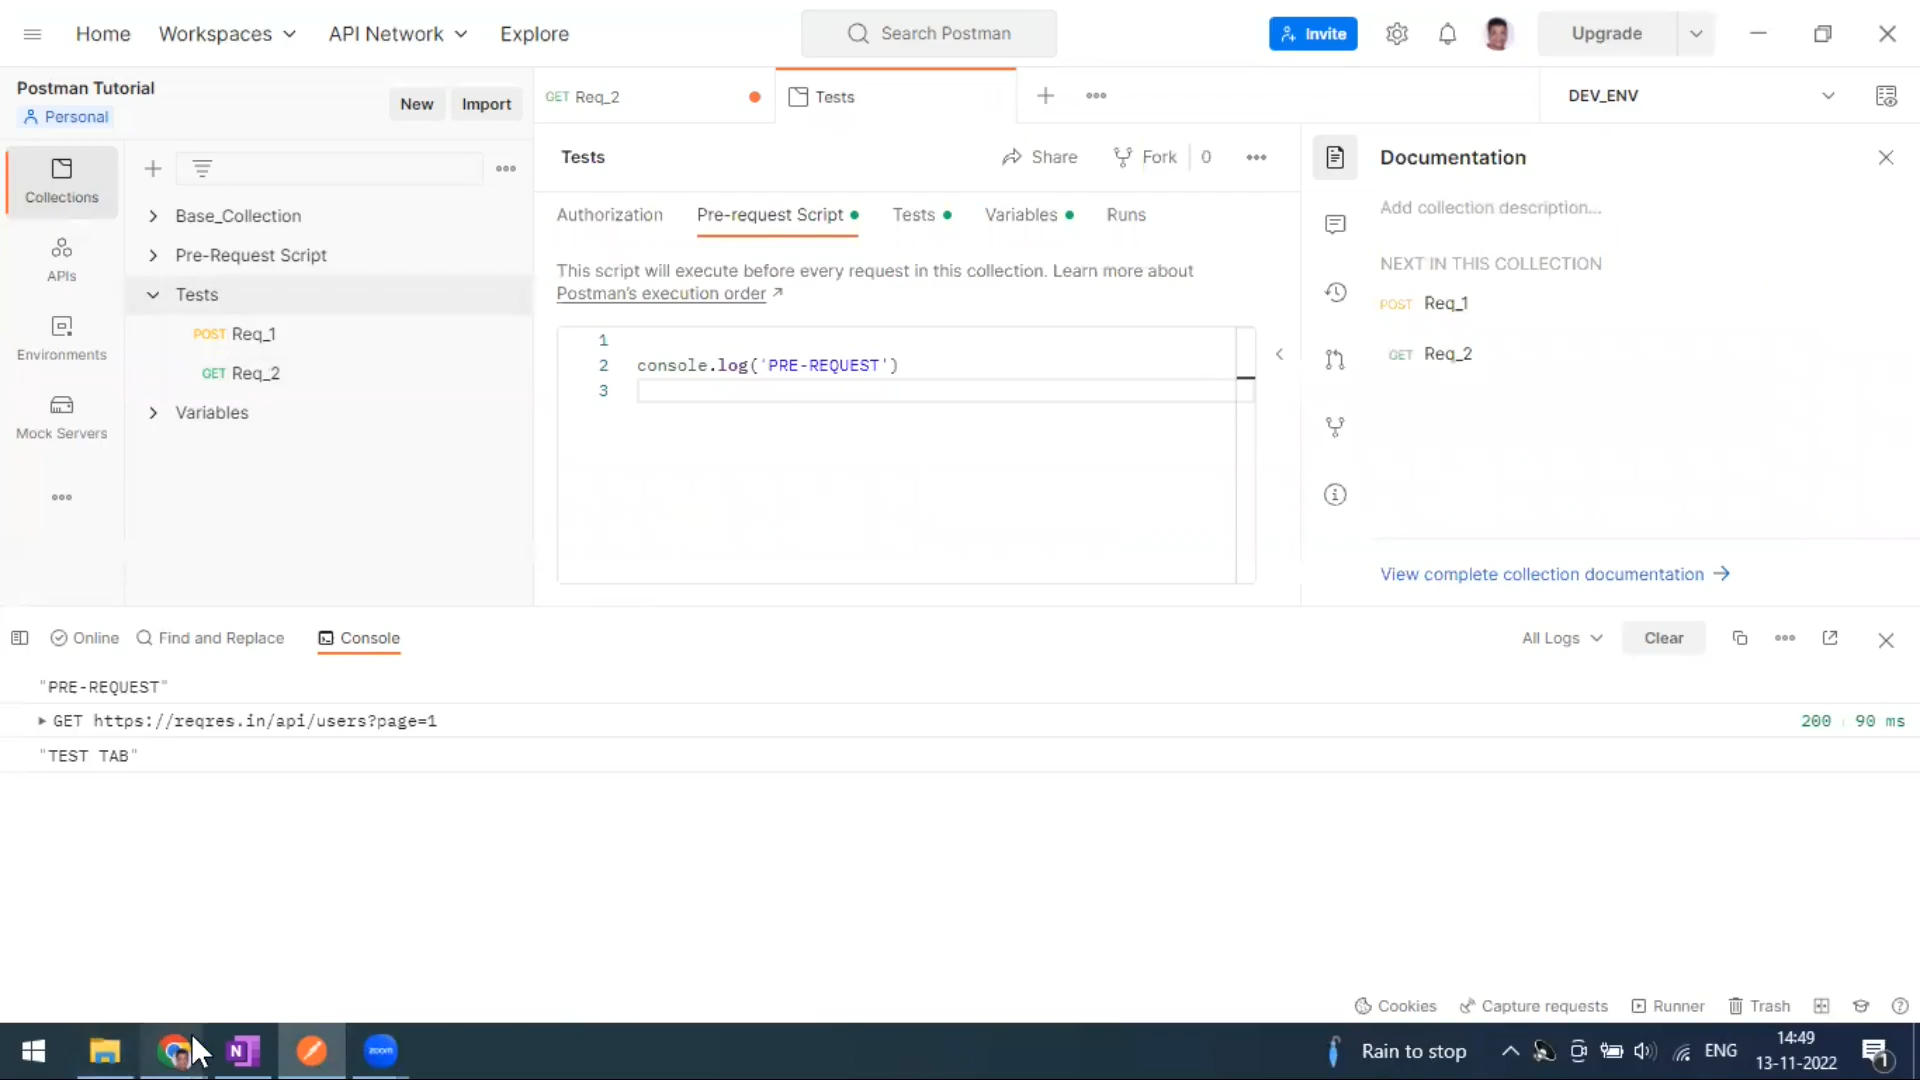 Home Workspaces API Network Explore Search Postman Invite Upgrade
Postman Tutorial
Personal
New Import
GET Req_2 Tests
DEV_ENV
Collections
APIs
Environments
Mock Servers
Base_Collection
Pre-Request Script
Tests
POST Req_1
GET Req_2
Variables
Tests Share Fork 0
Authorization Pre-request Script Tests Variables Runs
This script will execute before every request in this collection. Learn more about
Postman's execution order ↗
1
2 console.log('PRE-REQUEST')
3
Documentation
Add collection description...
NEXT IN THIS COLLECTION
POST Req_1
GET Req_2
View complete collection documentation →
Online Find and Replace Console All Logs Clear
"PRE-REQUEST"
GET https://reqres.in/api/users?page=1 200 90 ms
"TEST TAB"
Cookies Capture requests Runner Trash
N zoom Rain to stop ENG 14:49
13-11-2022
1